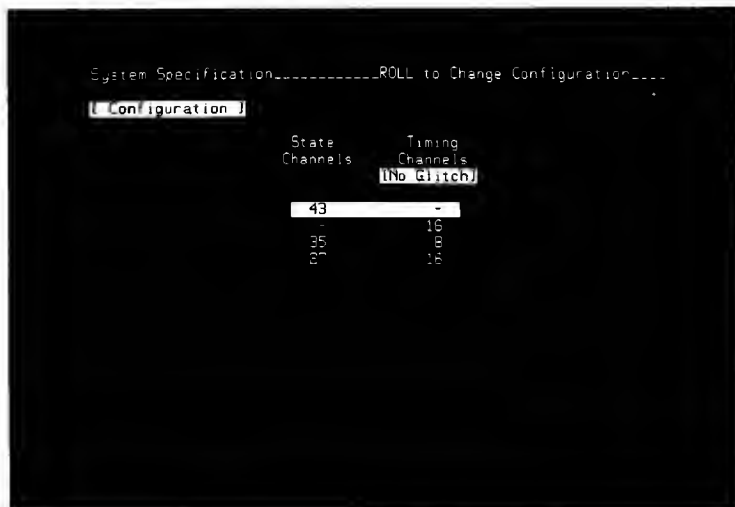 System Specification____________ROLL to Change Configuration____
[ Configuration ]
State Timing
Channels Channels
[No Glitch]
43 -
- 16
35 8
27 16